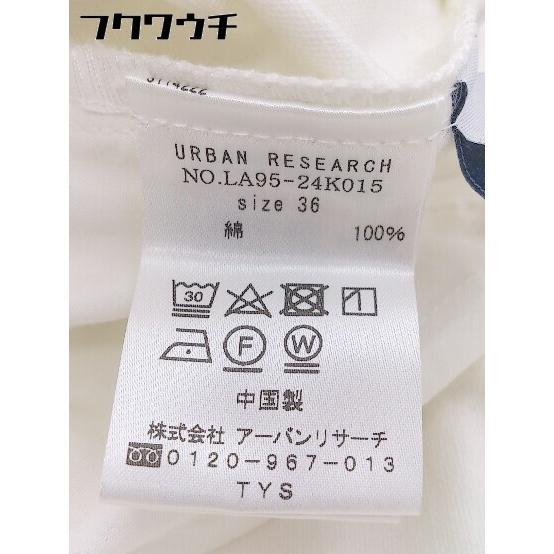 フクワウチ
URBAN RESEARCH
NO.LA95-24K015
size 36
綿 100%
30
F W
中国製
株式会社 アーバンリサーチ
0120-967-013
TYS